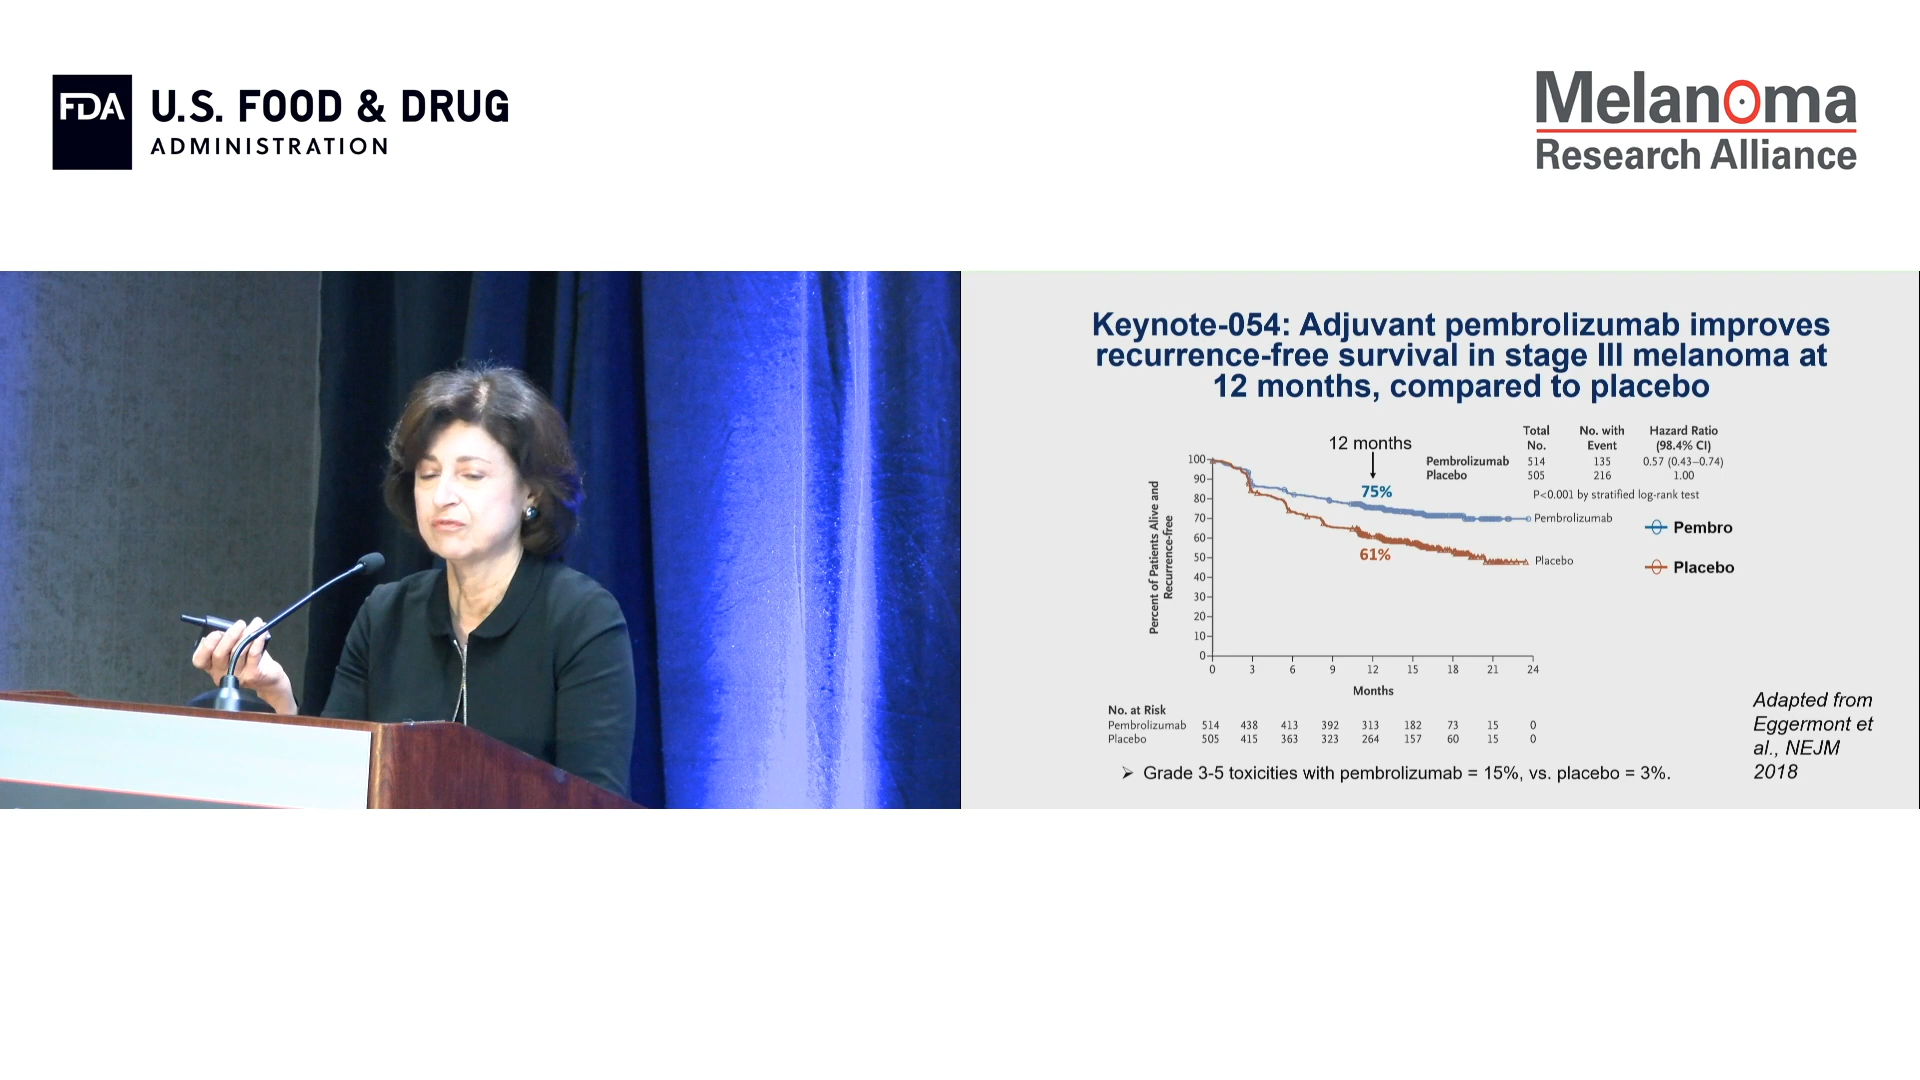 FDA U.S. FOOD & DRUG
ADMINISTRATION
Melanoma
Research Alliance
Keynote-054: Adjuvant pembrolizumab improves
recurrence-free survival in stage III melanoma at
12 months, compared to placebo
Total No. No. with Event Hazard Ratio (98.4% CI)
Pembrolizumab 514 135 0.57 (0.43–0.74)
Placebo 505 216 1.00
P<0.001 by stratified log-rank test
12 months
75%
61%
Pembrolizumab
Placebo
Pembro
Placebo
Percent of Patients Alive and
Recurrence-free
100
90
80
70
60
50
40
30
20
10
0
0 3 6 9 12 15 18 21 24
Months
No. at Risk
Pembrolizumab 514 438 413 392 313 182 73 15 0
Placebo 505 415 363 323 264 157 60 15 0
➢ Grade 3-5 toxicities with pembrolizumab = 15%, vs. placebo = 3%.
Adapted from
Eggermont et
al., NEJM
2018